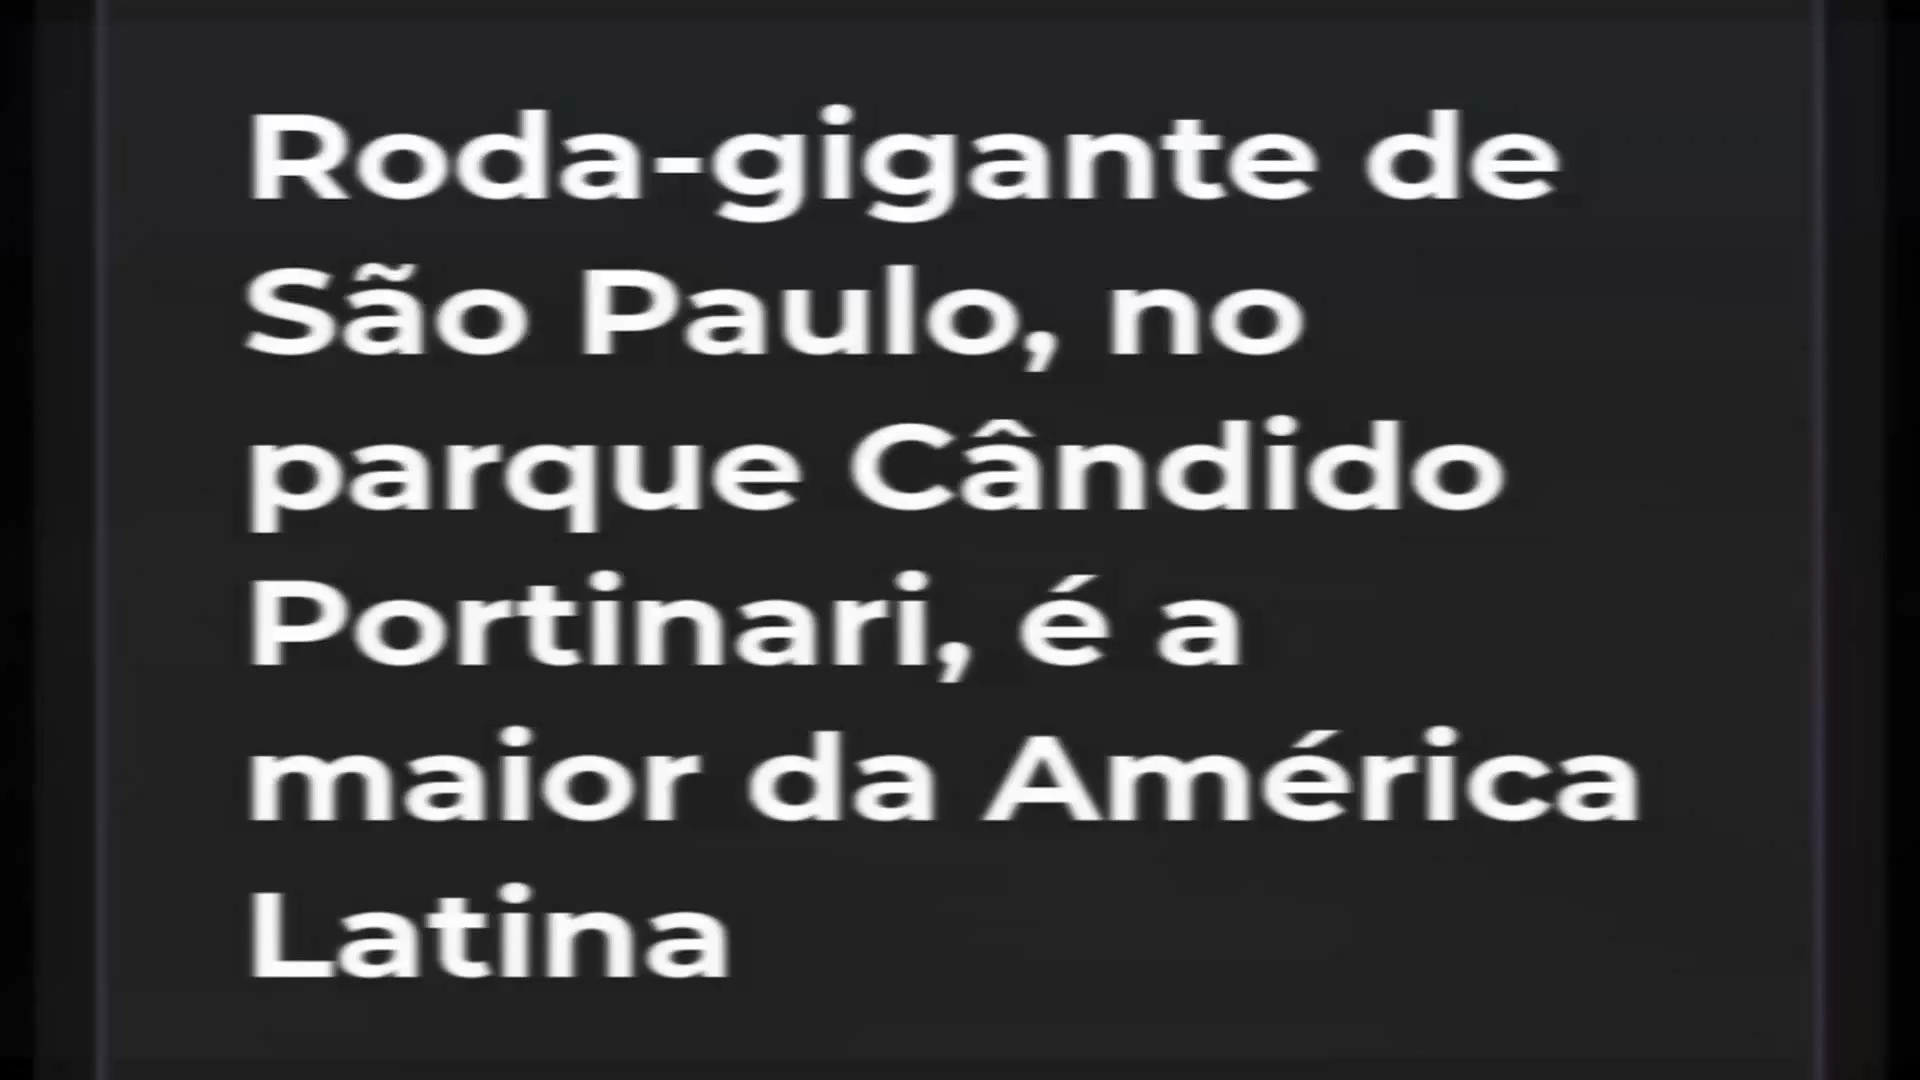 Roda-gigante de
São Paulo, no
parque Cândido
Portinari, é a
maior da América
Latina